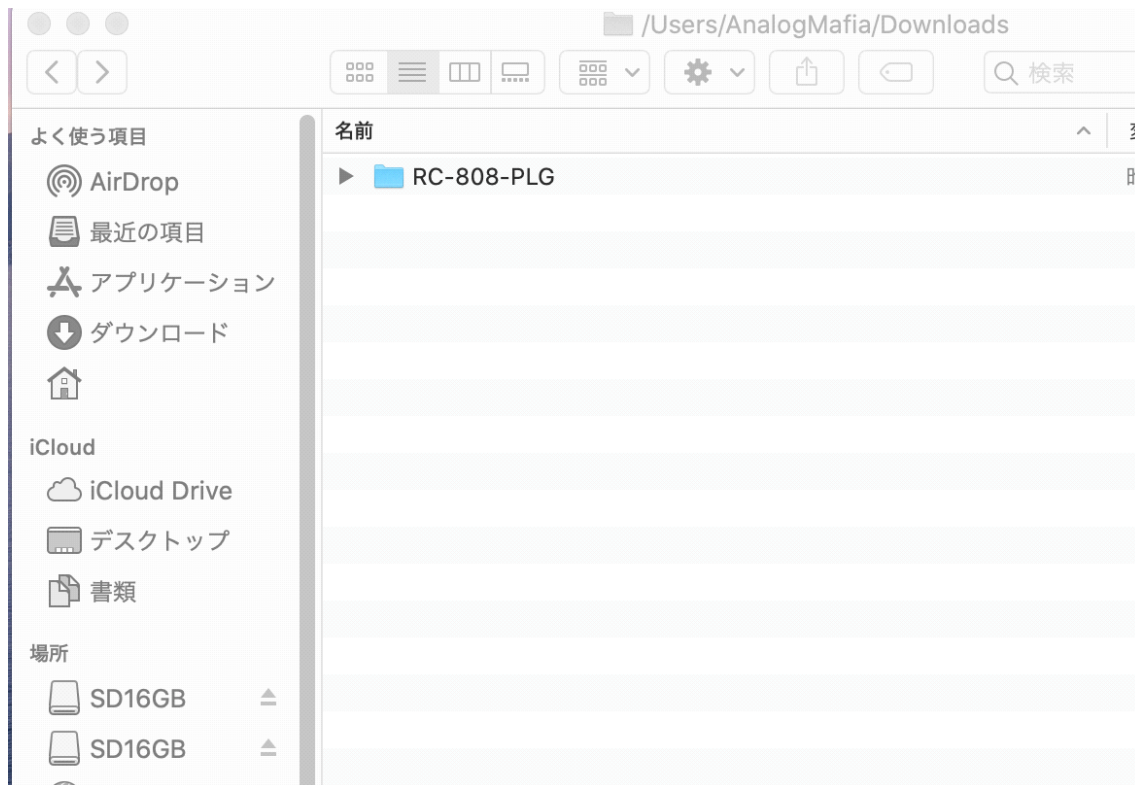 /Users/AnalogMafia/Downloads
検索
よく使う項目
AirDrop
最近の項目
アプリケーション
ダウンロード
iCloud
iCloud Drive
デスクトップ
書類
場所
SD16GB
SD16GB
名前
RC-808-PLG